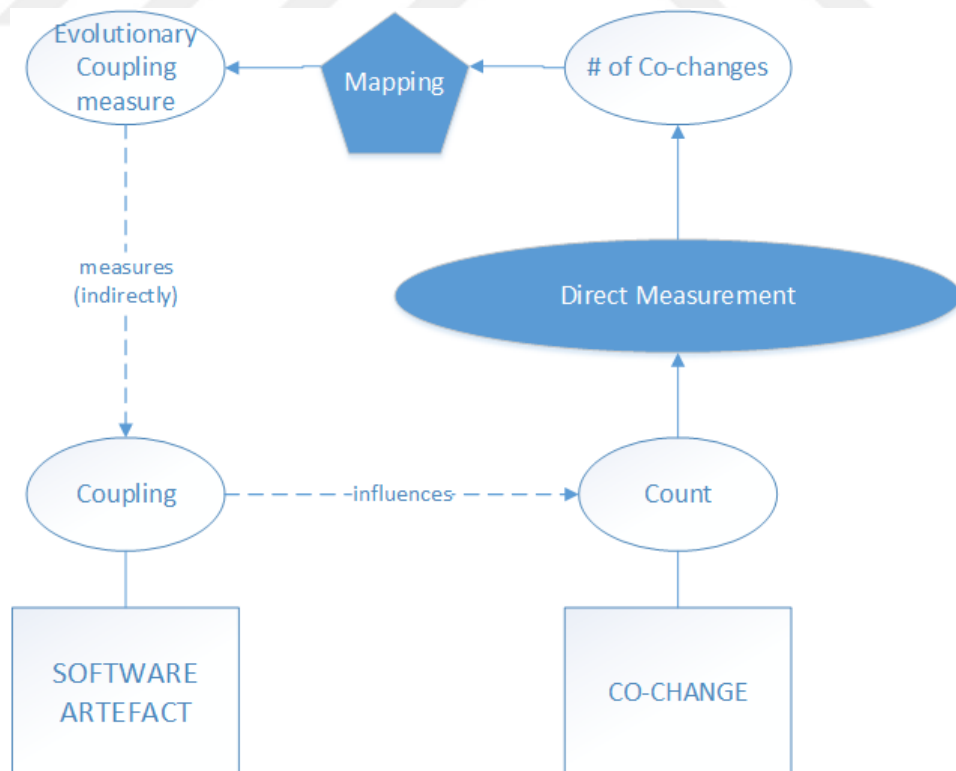 Evolutionary
Coupling
measure
Mapping
# of Co-changes
measures
(indirectly)
Direct Measurement
Coupling
influences
Count
SOFTWARE
ARTEFACT
CO-CHANGE